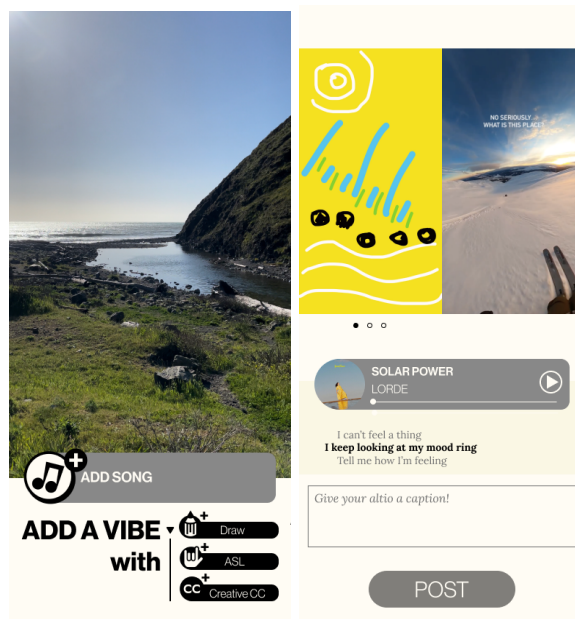 ADD SONG
ADD A VIBE
with
Draw
ASL
CC Creative CC
NO SERIOUSLY
WHAT IS THIS PLACE?
SOLAR POWER
LORDE
I can't feel a thing
I keep looking at my mood ring
Tell me how I'm feeling
Give your altio a caption!
POST